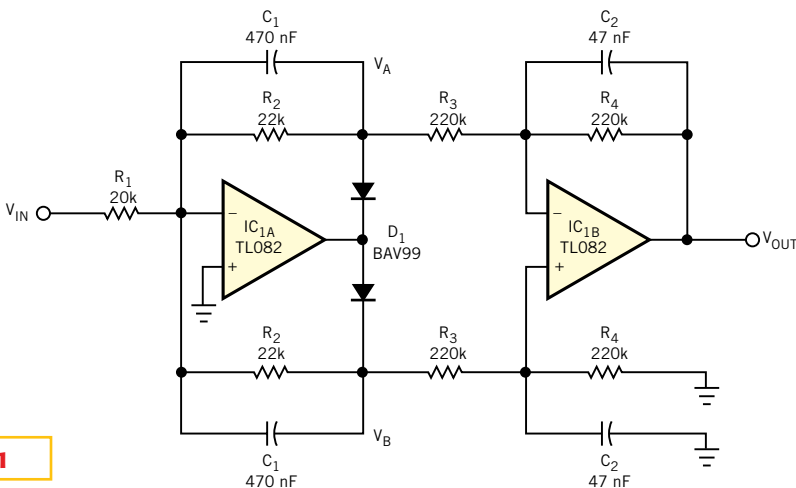 C1
470 nF
VA
C2
47 nF
R2
22k
R3
220k
R4
220k
R1
20k
VIN
−
IC1A
TL082
+
D1
BAV99
−
IC1B
TL082
+
VOUT
R2
22k
R3
220k
R4
220k
VB
C1
470 nF
C2
47 nF
1